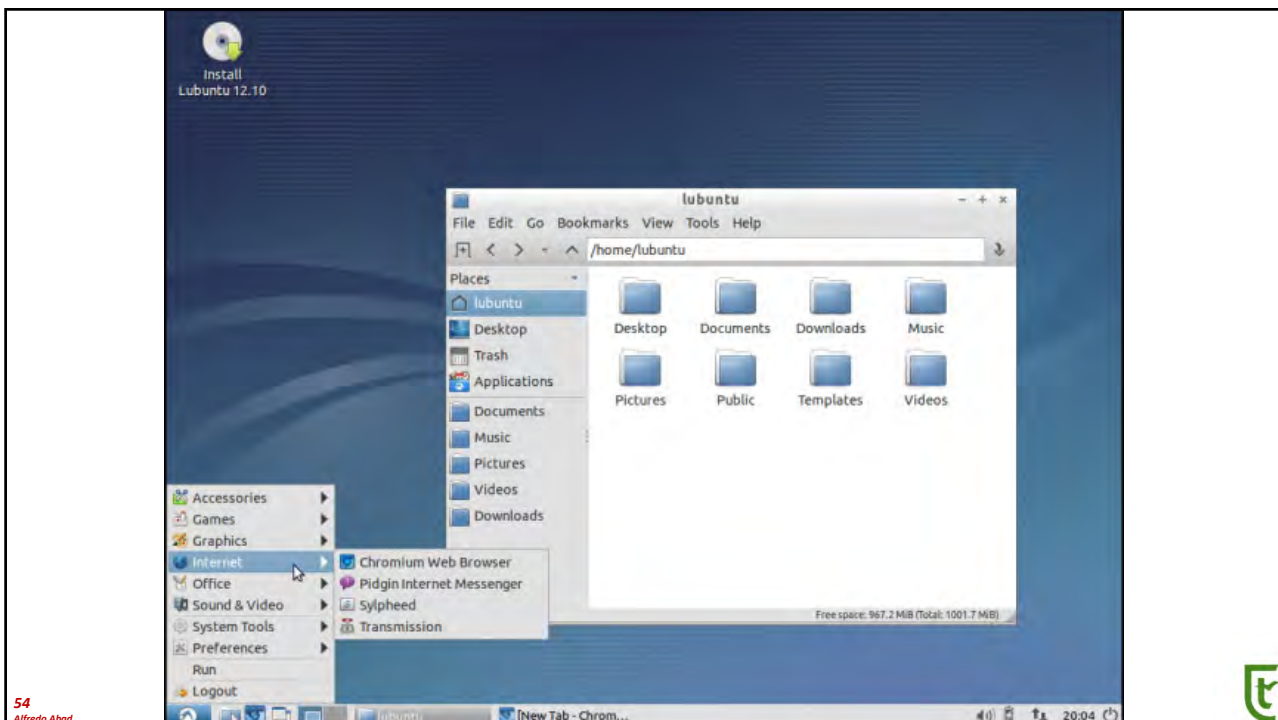 Install
Lubuntu 12.10
lubuntu
File Edit Go Bookmarks View Tools Help
/home/lubuntu
Places
lubuntu
Desktop
Trash
Applications
Documents
Music
Pictures
Videos
Downloads
Desktop Documents Downloads Music
Pictures Public Templates Videos
Free space: 967.2 MiB (Total: 1001.7 MiB)
Accessories
Games
Graphics
Internet
Office
Sound & Video
System Tools
Preferences
Run
Logout
Chromium Web Browser
Pidgin Internet Messenger
Sylpheed
Transmission
lubuntu
[New Tab - Chrom...
20:04
54
Alfredo Abad